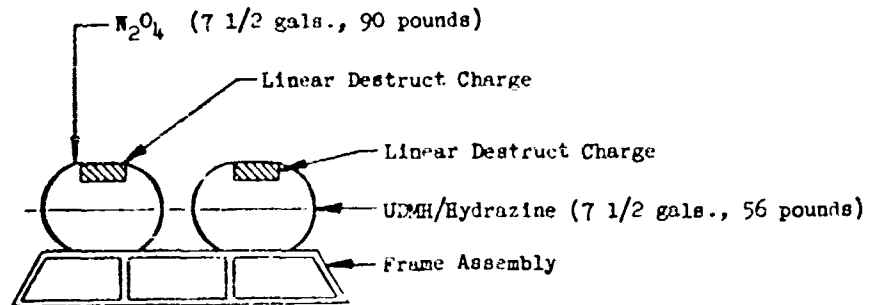 N₂O₄ (7 1/2 gals., 90 pounds)
Linear Destruct Charge
Linear Destruct Charge
UDMH/Hydrazine (7 1/2 gals., 56 pounds)
Frame Assembly